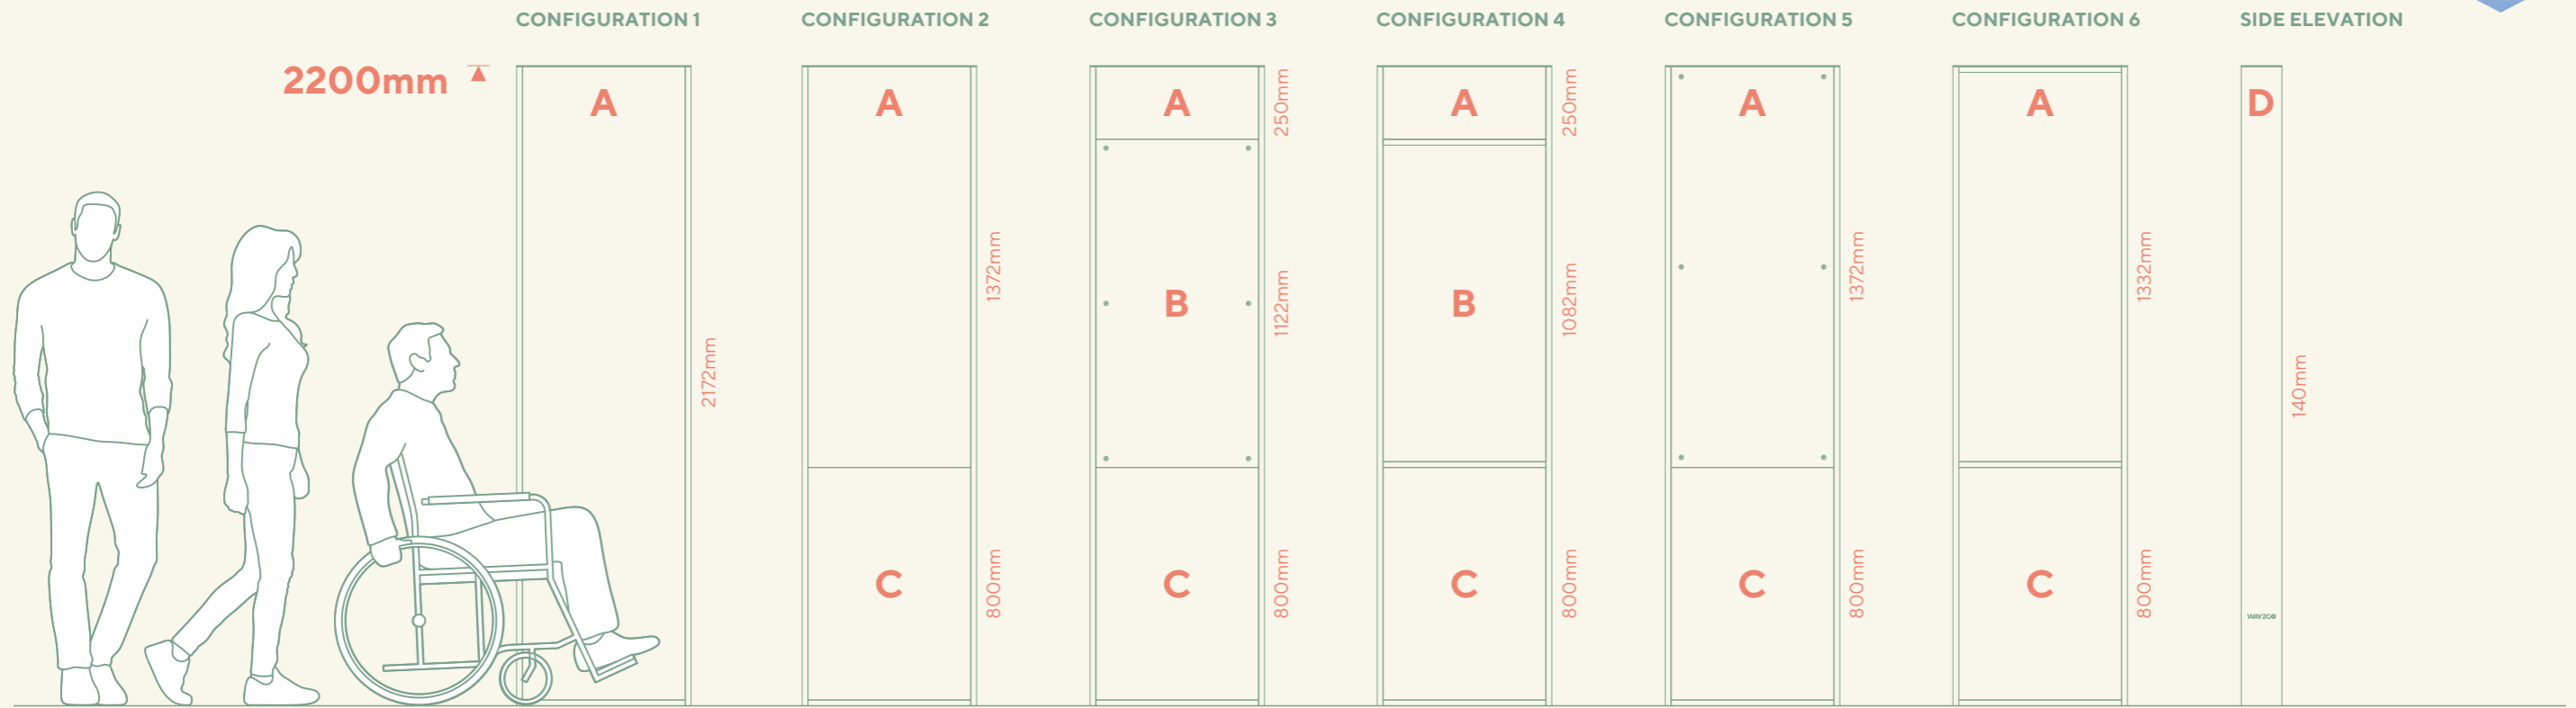 CONFIGURATION 1
CONFIGURATION 2
CONFIGURATION 3
CONFIGURATION 4
CONFIGURATION 5
CONFIGURATION 6
SIDE ELEVATION
2200mm
A
2172mm
A
1372mm
C
800mm
A
250mm
B
1122mm
C
800mm
A
250mm
B
1082mm
C
800mm
A
1372mm
C
800mm
A
1332mm
C
800mm
D
140mm
WAY2GO